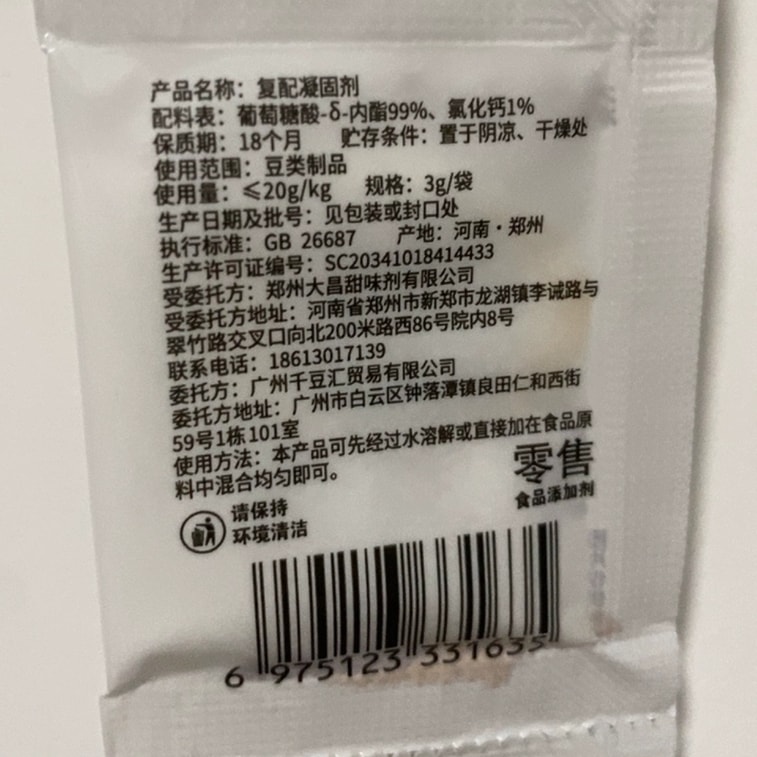 产品名称：复配凝固剂
配料表：葡萄糖酸-δ-内酯99%、氯化钙1%
保质期：18个月 贮存条件：置于阴凉、干燥处
使用范围：豆类制品
使用量：≤20g/kg 规格：3g/袋
生产日期及批号：见包装或封口处
执行标准：GB 26687 产地：河南·郑州
生产许可证编号：SC20341018414433
受委托方：郑州大昌甜味剂有限公司
受委托方地址：河南省郑州市新郑市龙湖镇李诚路与
翠竹路交叉口向北200米路西86号院内8号
联系电话：18613017139
委托方：广州千豆汇贸易有限公司
委托方地址：广州市白云区钟落潭镇良田仁和西街
59号1栋101室
使用方法：本产品可先经过水溶解或直接加在食品原
料中混合均匀即可。
零售
食品添加剂
请保持
环境清洁
6 975123 331635